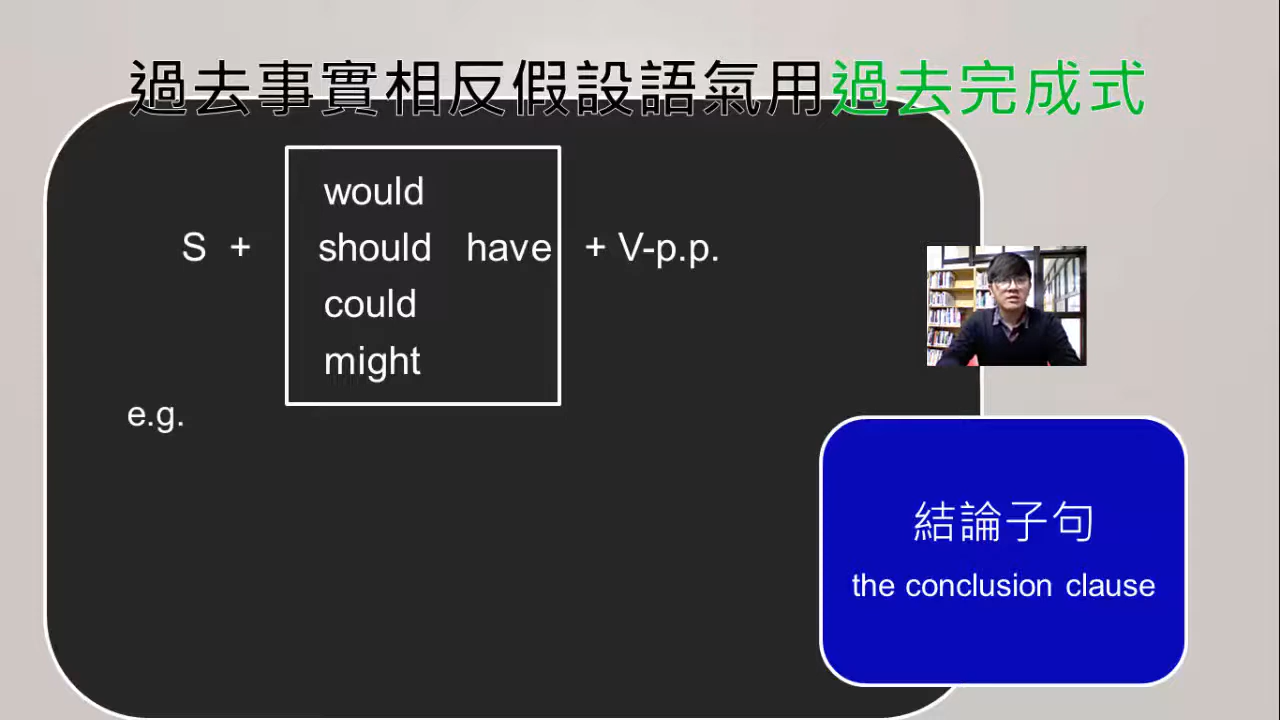 過去事實相反假設語氣用過去完成式
would
S + should have + V-p.p.
could
might
e.g.
結論子句
the conclusion clause